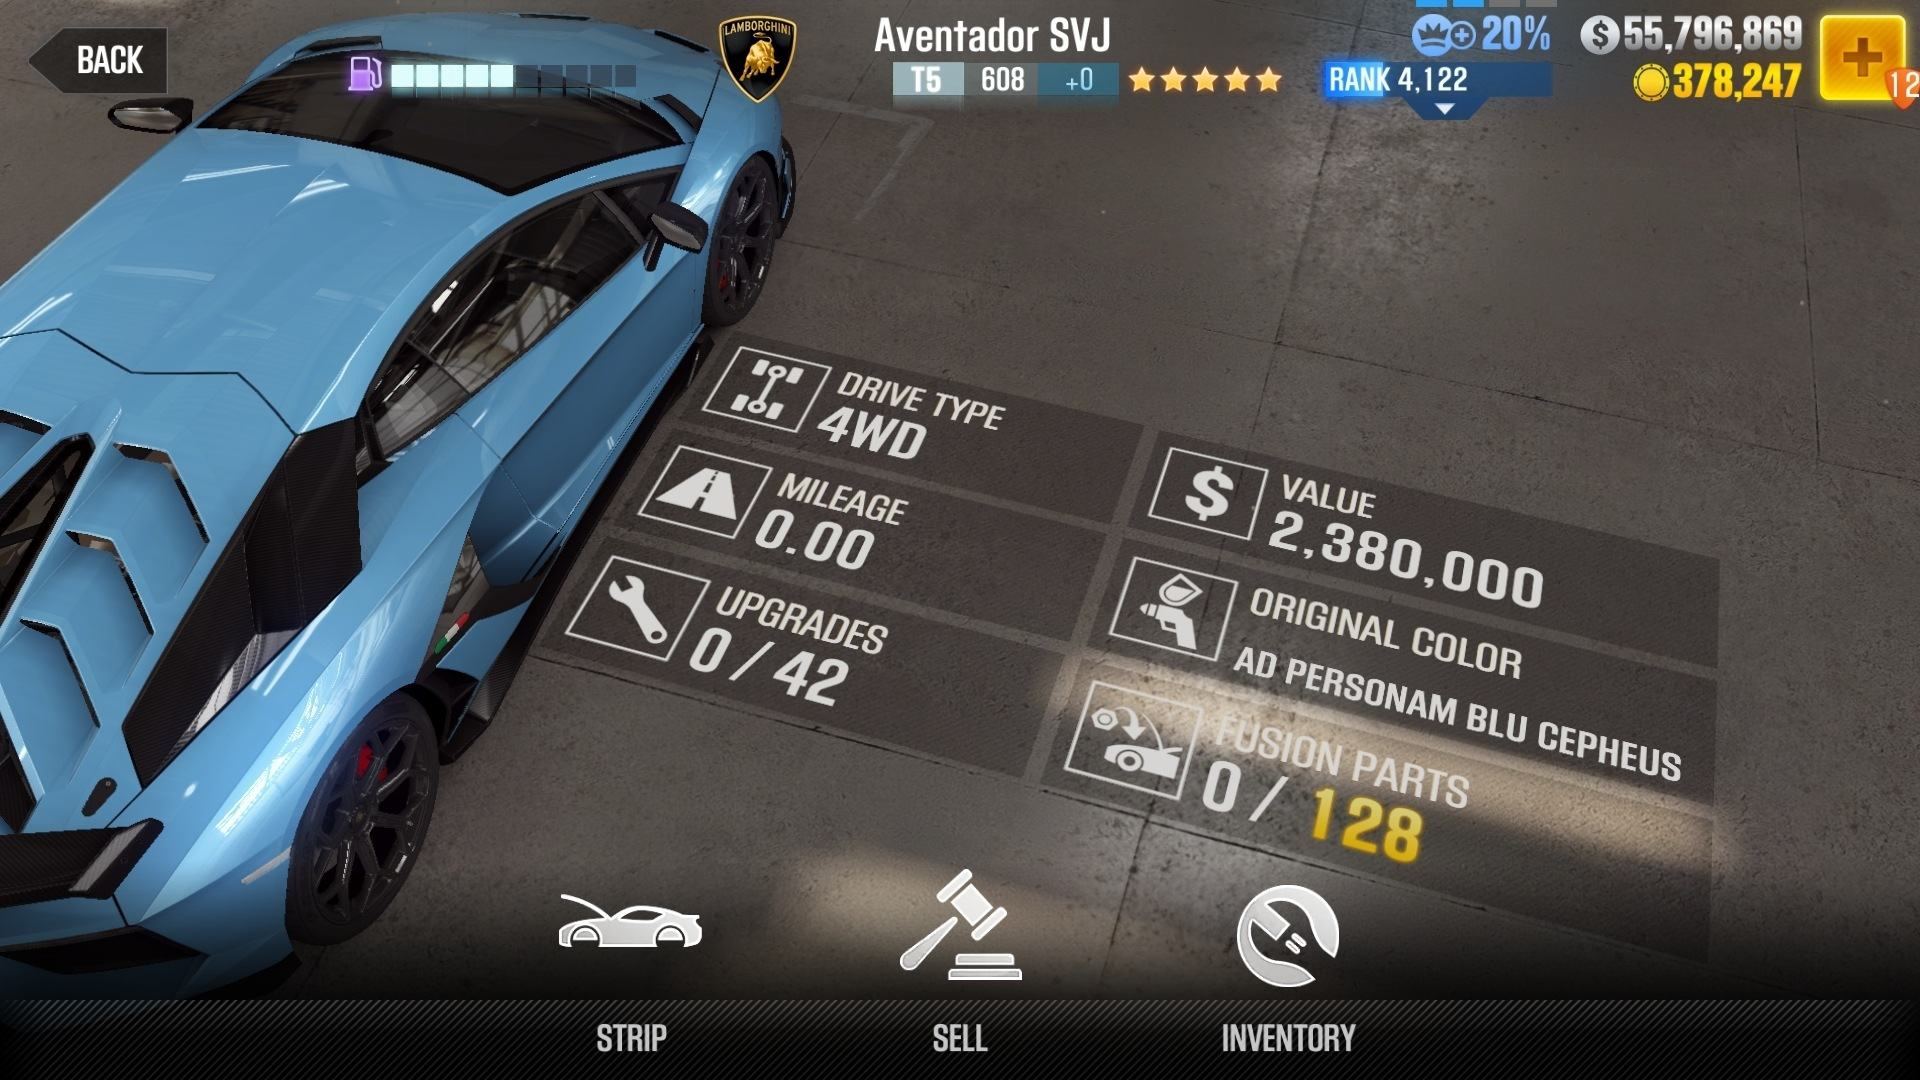 BACK
LAMBORGHINI
Aventador SVJ
T5 608 +0
20%
RANK 4,122
$ 55,796,869
378,247
12
DRIVE TYPE
4WD
MILEAGE
0.00
UPGRADES
0 / 42
$ VALUE
2,380,000
ORIGINAL COLOR
AD PERSONAM BLU CEPHEUS
FUSION PARTS
0 / 128
STRIP
SELL
INVENTORY